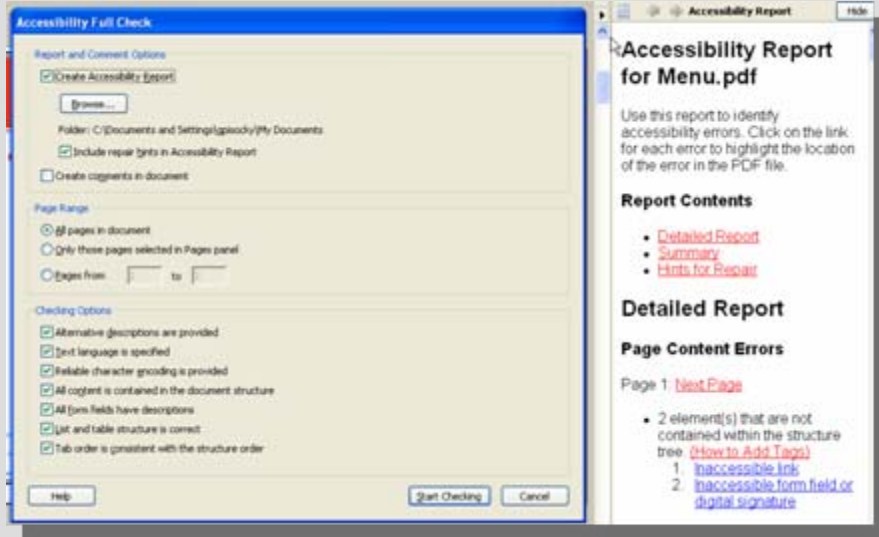 Accessibility Full Check
Report and Comment Options
Create Accessibility Report
Browse...
Folder: C:\Documents and Settings\gpisocky\My Documents
Include repair hints in Accessibility Report
Create comments in document
Page Range
All pages in document
Only those pages selected in Pages panel
Pages from to
Checking Options
Alternative descriptions are provided
Text language is specified
Reliable character encoding is provided
All content is contained in the document structure
All form fields have descriptions
List and table structure is correct
Tab order is consistent with the structure order
Help
Start Checking
Cancel
Accessibility Report
Hide
Accessibility Report
for Menu.pdf
Use this report to identify
accessibility errors. Click on the link
for each error to highlight the location
of the error in the PDF file.
Report Contents
• Detailed Report
• Summary
• Hints for Repair
Detailed Report
Page Content Errors
Page 1: Next Page
• 2 element(s) that are not
contained within the structure
tree. (How to Add Tags)
1. Inaccessible link
2. Inaccessible form field or
digital signature